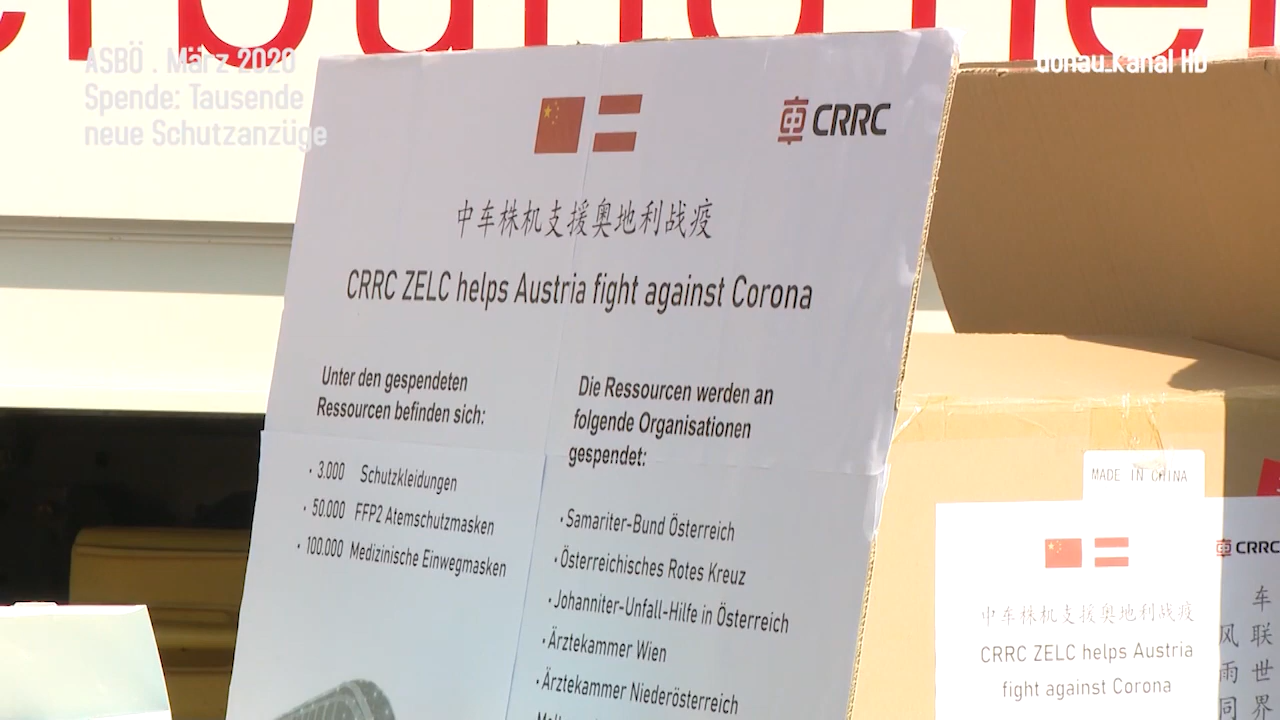 ASBÖ . März 2020
Spende: Tausende
neue Schutzanzüge
donau_kanal HD
CRRC
中车株机支援奥地利战疫
CRRC ZELC helps Austria fight against Corona
Unter den gespendeten
Ressourcen befinden sich:
· 3.000 Schutzkleidungen
· 50.000 FFP2 Atemschutzmasken
· 100.000 Medizinische Einwegmasken
Die Ressourcen werden an
folgende Organisationen
gespendet:
· Samariter-Bund Österreich
· Österreichisches Rotes Kreuz
· Johanniter-Unfall-Hilfe in Österreich
· Ärztekammer Wien
· Ärztekammer Niederösterreich
MADE IN CHINA
CRRC
中车株机支援奥地利战疫
CRRC ZELC helps Austria
fight against Corona
车
风 联
雨 世
同 界